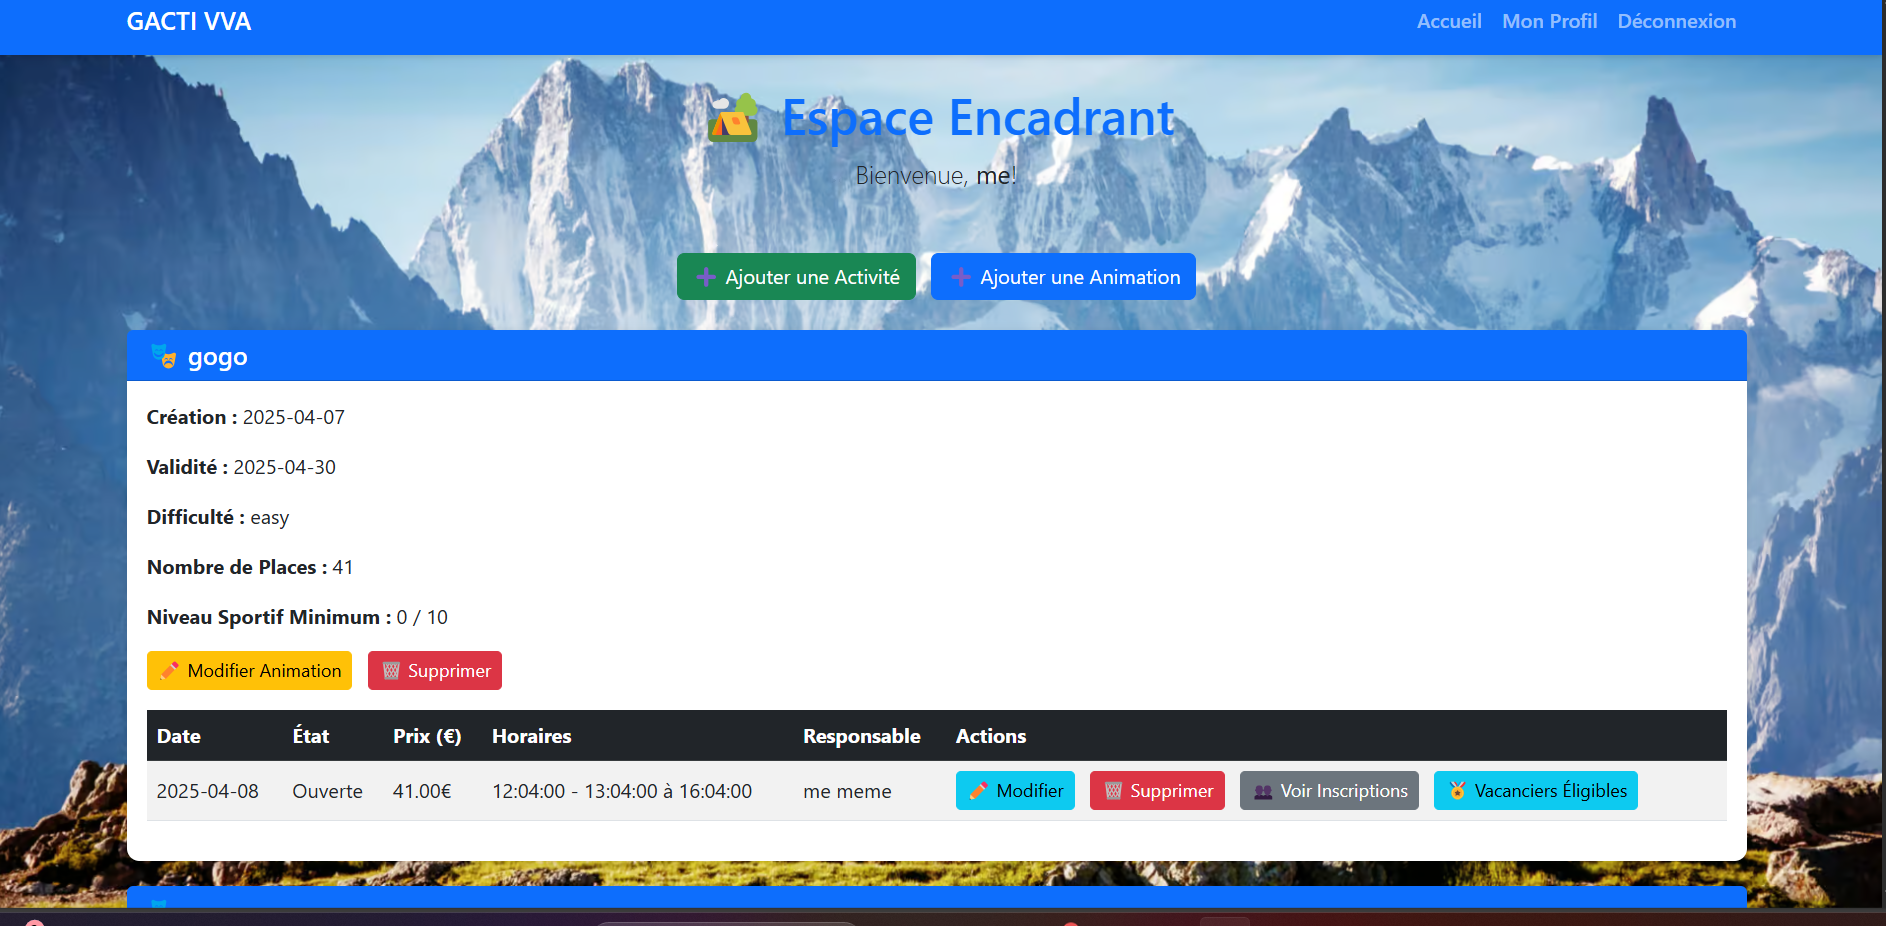 GACTI VVA Accueil Mon Profil Déconnexion
Espace Encadrant
Bienvenue, me!
Ajouter une Activité Ajouter une Animation
gogo
Création : 2025-04-07
Validité : 2025-04-30
Difficulté : easy
Nombre de Places : 41
Niveau Sportif Minimum : 0 / 10
Modifier Animation Supprimer
Date État Prix (€) Horaires Responsable Actions
2025-04-08 Ouverte 41.00€ 12:04:00 - 13:04:00 à 16:04:00 me meme Modifier Supprimer Voir Inscriptions Vacanciers Éligibles